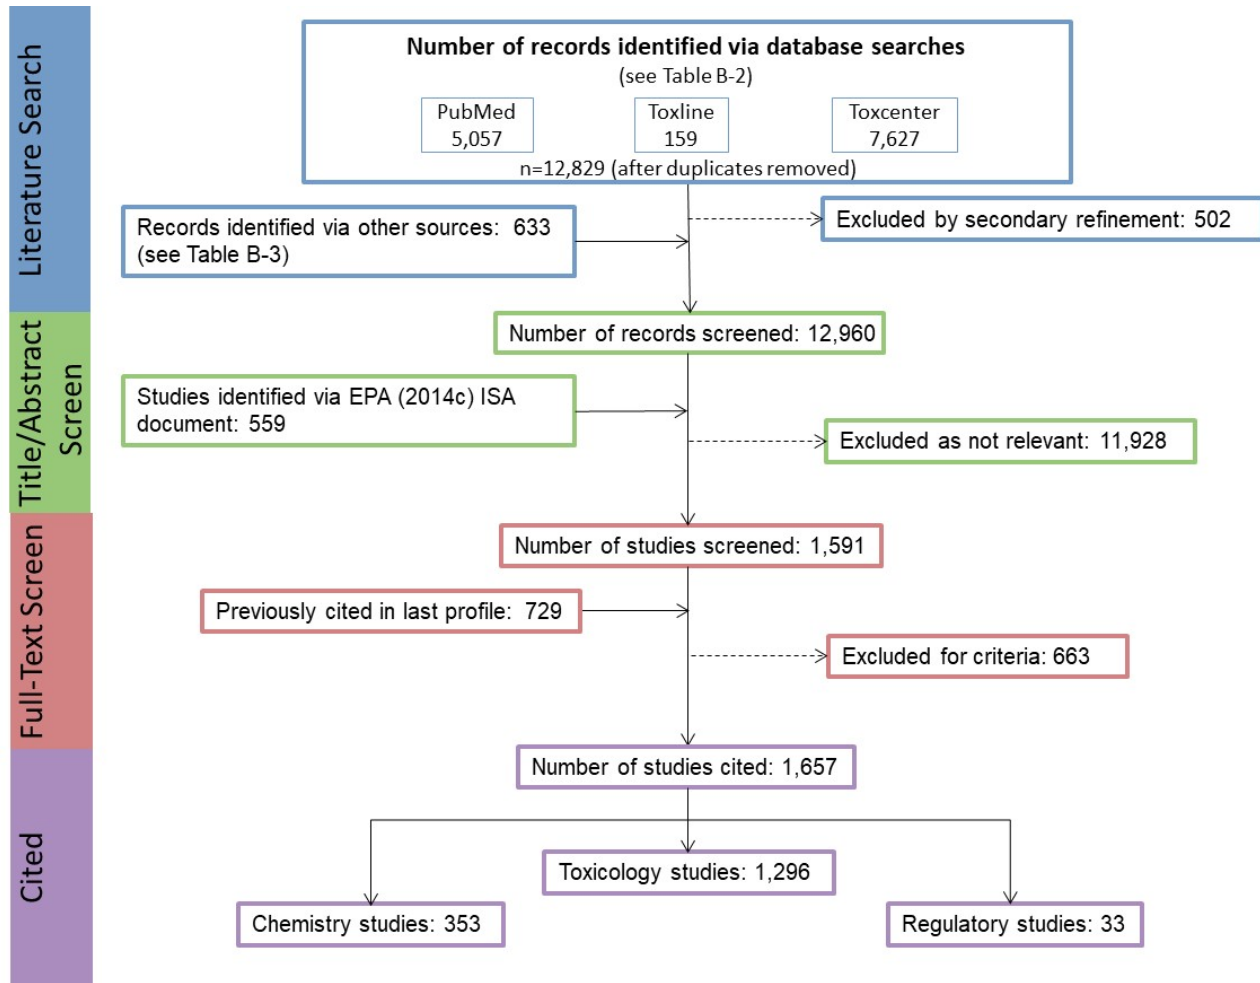 Literature Search
Number of records identified via database searches
(see Table B-2)
PubMed
5,057
Toxline
159
Toxcenter
7,627
n=12,829 (after duplicates removed)
Records identified via other sources: 633
(see Table B-3)
Excluded by secondary refinement: 502
Title/Abstract
Screen
Number of records screened: 12,960
Studies identified via EPA (2014c) ISA
document: 559
Excluded as not relevant: 11,928
Full-Text Screen
Number of studies screened: 1,591
Previously cited in last profile: 729
Excluded for criteria: 663
Cited
Number of studies cited: 1,657
Toxicology studies: 1,296
Chemistry studies: 353
Regulatory studies: 33